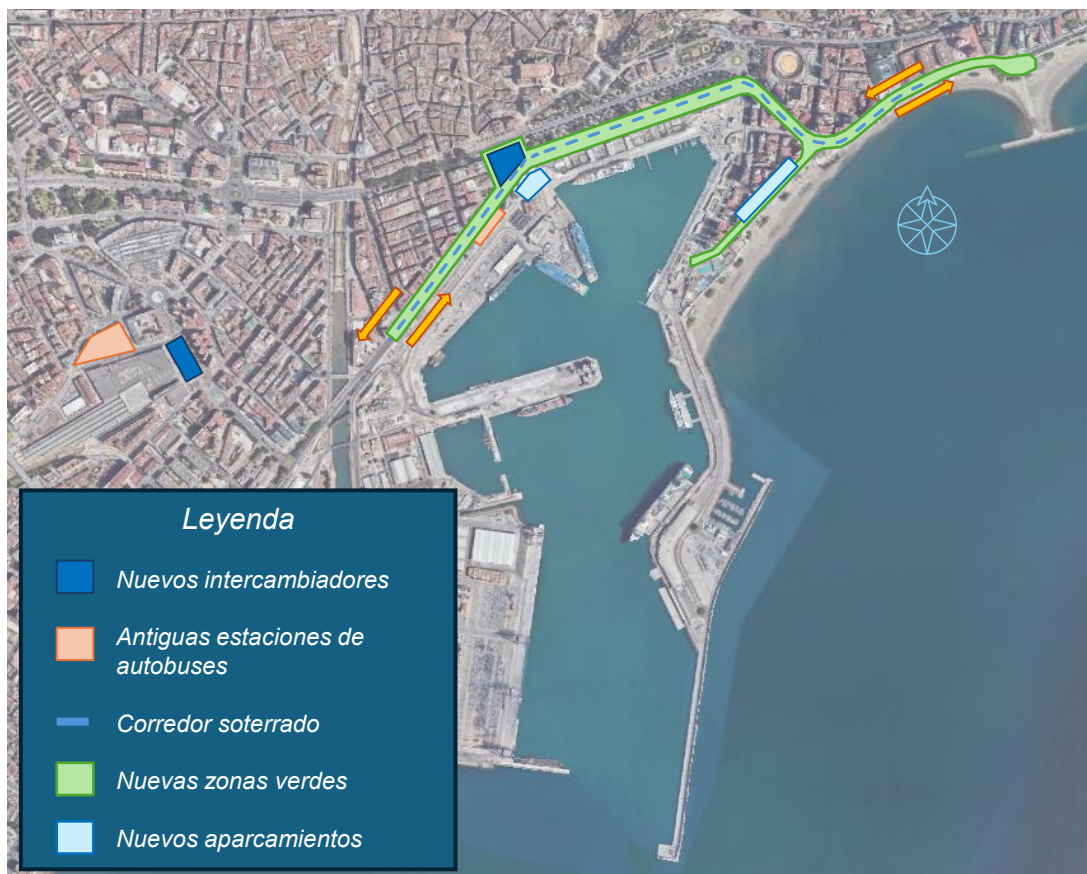 Leyenda
Nuevos intercambiadores
Antiguas estaciones de
autobuses
Corredor soterrado
Nuevas zonas verdes
Nuevos aparcamientos